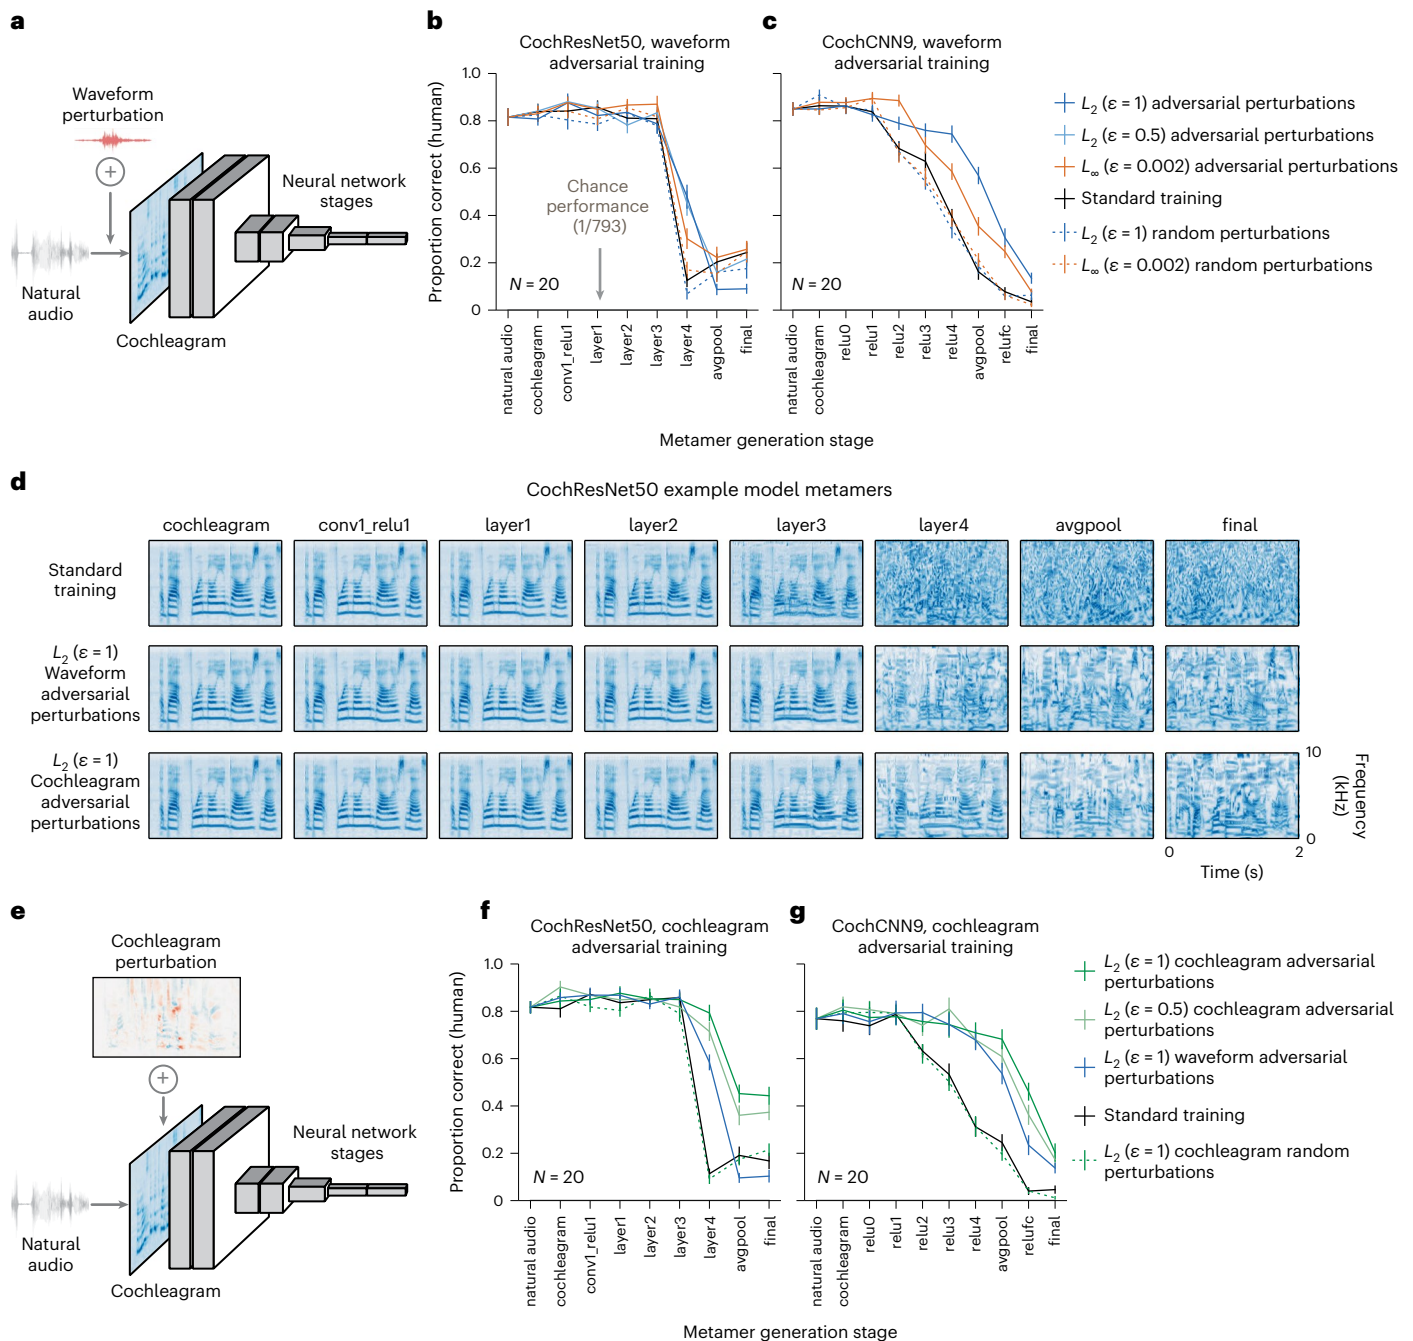 a
Waveform
perturbation
+
Natural
audio
Cochleagram
Neural network
stages
b
CochResNet50, waveform
adversarial training
Proportion correct (human)
1.0
0.8
0.6
0.4
0.2
0
Chance
performance
(1/793)
N = 20
natural audio
cochleagram
conv1_relu1
layer1
layer2
layer3
layer4
avgpool
final
c
CochCNN9, waveform
adversarial training
N = 20
natural audio
cochleagram
relu0
relu1
relu2
relu3
relu4
avgpool
relufc
final
Metamer generation stage
L2 (ε = 1) adversarial perturbations
L2 (ε = 0.5) adversarial perturbations
L∞ (ε = 0.002) adversarial perturbations
Standard training
L2 (ε = 1) random perturbations
L∞ (ε = 0.002) random perturbations
d
CochResNet50 example model metamers
cochleagram conv1_relu1 layer1 layer2 layer3 layer4 avgpool final
Standard
training
L2 (ε = 1)
Waveform
adversarial
perturbations
L2 (ε = 1)
Cochleagram
adversarial
perturbations
10
0
Frequency
(kHz)
0 2
Time (s)
e
Cochleagram
perturbation
+
Natural
audio
Cochleagram
Neural network
stages
f
CochResNet50, cochleagram
adversarial training
Proportion correct (human)
1.0
0.8
0.6
0.4
0.2
0
N = 20
natural audio
cochleagram
conv1_relu1
layer1
layer2
layer3
layer4
avgpool
final
g
CochCNN9, cochleagram
adversarial training
N = 20
natural audio
cochleagram
relu0
relu1
relu2
relu3
relu4
avgpool
relufc
final
Metamer generation stage
L2 (ε = 1) cochleagram adversarial
perturbations
L2 (ε = 0.5) cochleagram adversarial
perturbations
L2 (ε = 1) waveform adversarial
perturbations
Standard training
L2 (ε = 1) cochleagram random
perturbations